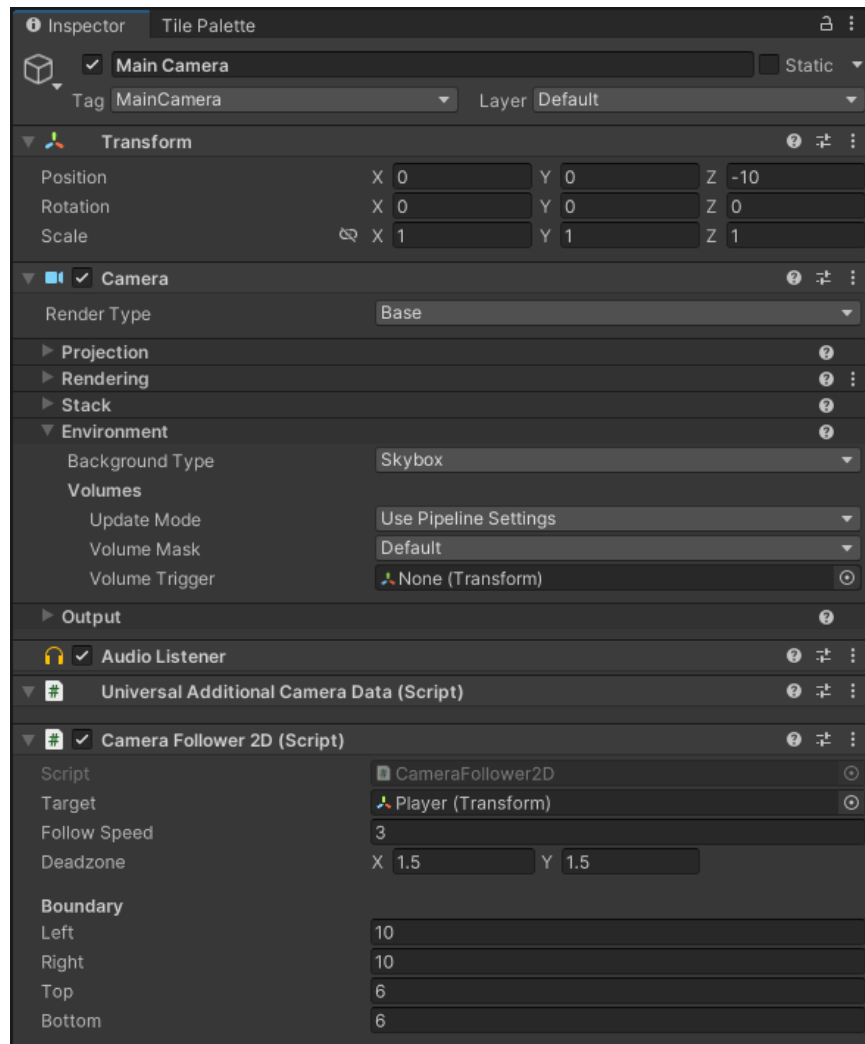 Inspector Tile Palette
Main Camera Static
Tag MainCamera Layer Default
Transform
Position X 0 Y 0 Z -10
Rotation X 0 Y 0 Z 0
Scale X 1 Y 1 Z 1
Camera
Render Type Base
Projection
Rendering
Stack
Environment
Background Type Skybox
Volumes
Update Mode Use Pipeline Settings
Volume Mask Default
Volume Trigger None (Transform)
Output
Audio Listener
# Universal Additional Camera Data (Script)
# Camera Follower 2D (Script)
Script CameraFollower2D
Target Player (Transform)
Follow Speed 3
Deadzone X 1.5 Y 1.5
Boundary
Left 10
Right 10
Top 6
Bottom 6